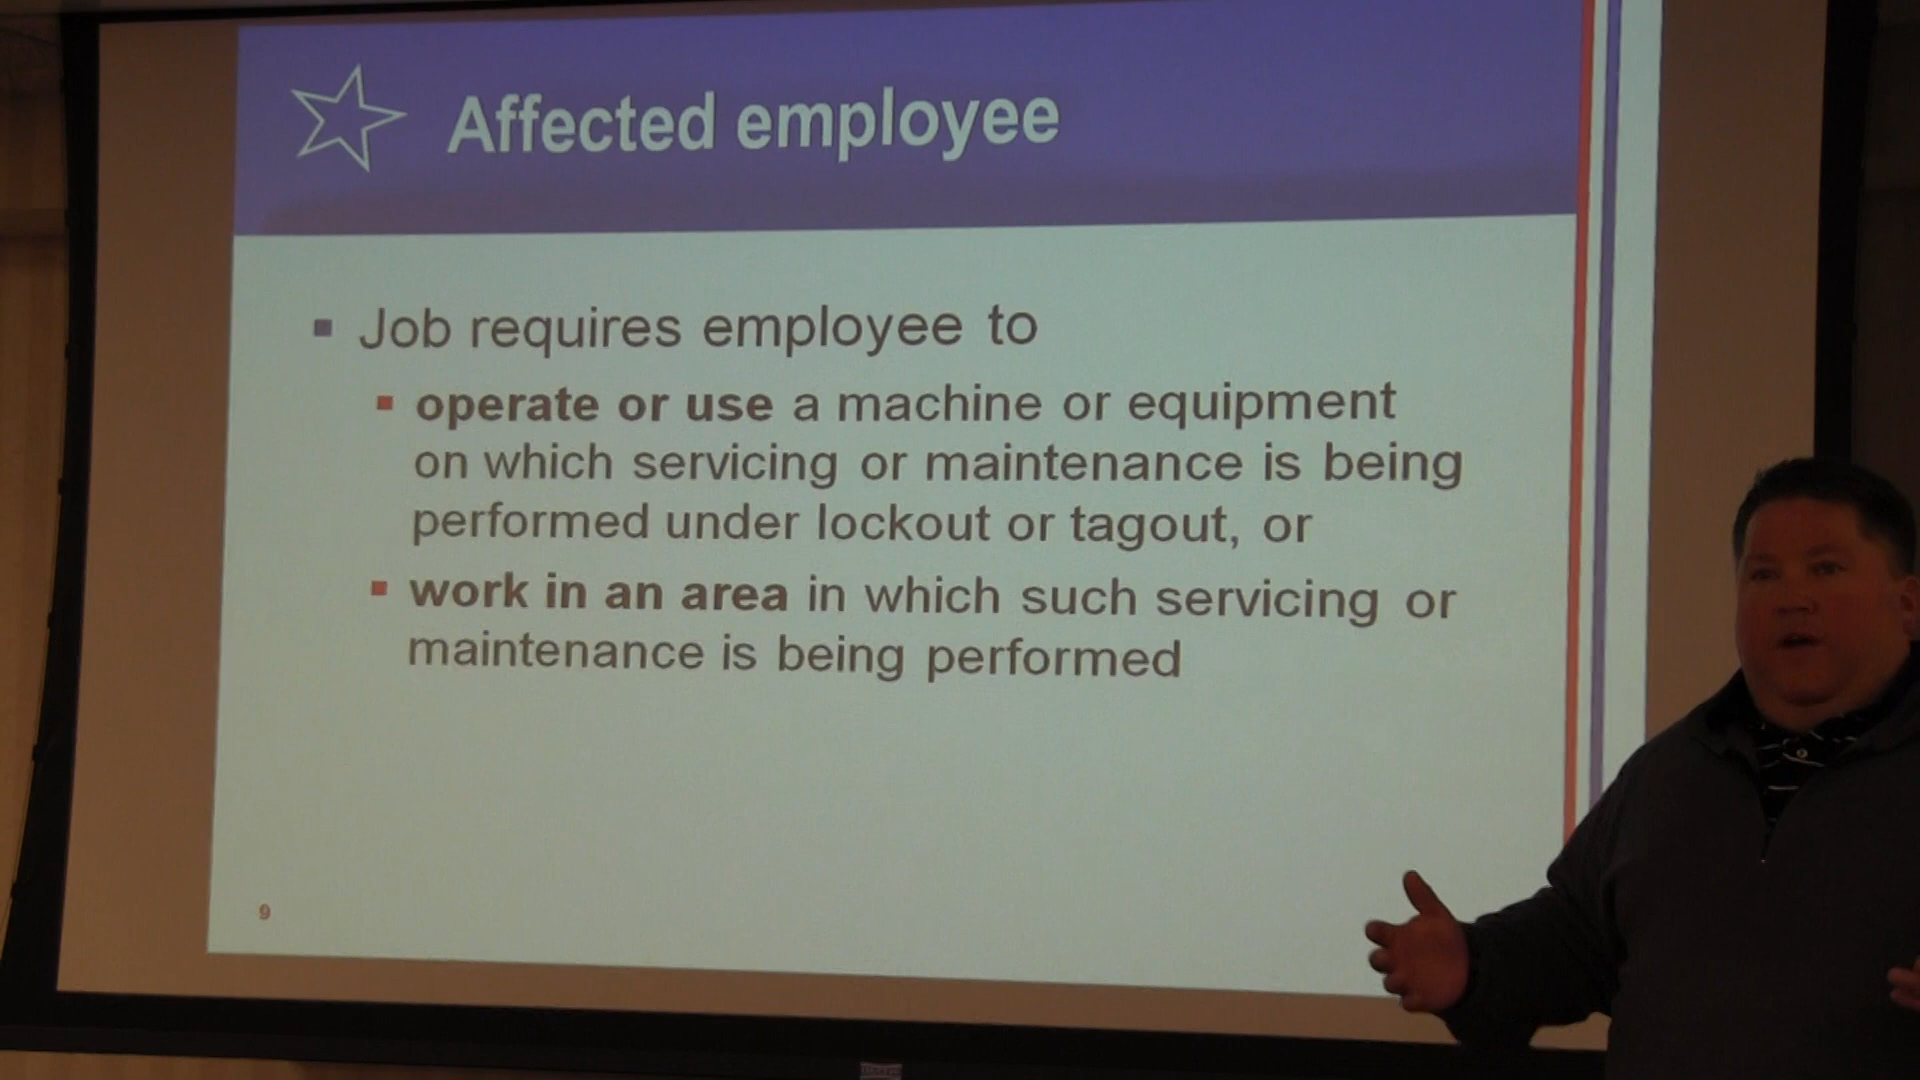 Affected employee
Job requires employee to
operate or use a machine or equipment
on which servicing or maintenance is being
performed under lockout or tagout, or
work in an area in which such servicing or
maintenance is being performed
9